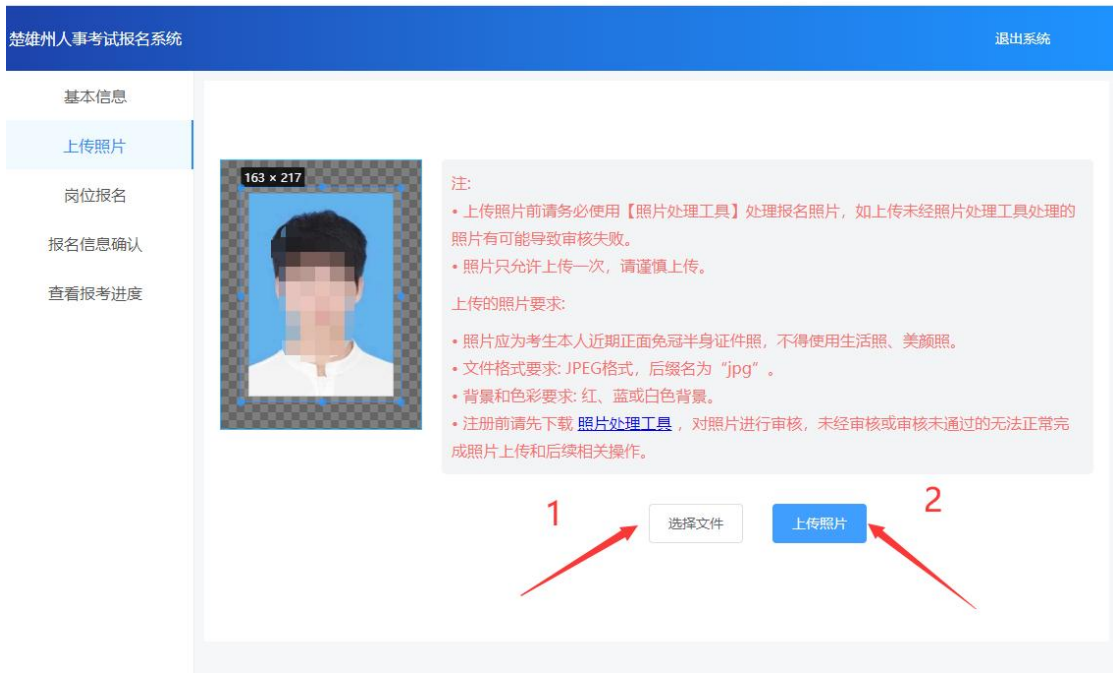 楚雄州人事考试报名系统
退出系统
基本信息
上传照片
岗位报名
报名信息确认
查看报考进度
163 × 217
注:
• 上传照片前请务必使用【照片处理工具】处理报名照片，如上传未经照片处理工具处理的
照片有可能导致审核失败。
• 照片只允许上传一次，请谨慎上传。
上传的照片要求:
• 照片应为考生本人近期正面免冠半身证件照，不得使用生活照、美颜照。
• 文件格式要求: JPEG格式，后缀名为“jpg”。
• 背景和色彩要求: 红、蓝或白色背景。
• 注册前请先下载 照片处理工具 ，对照片进行审核，未经审核或审核未通过的无法正常完
成照片上传和后续相关操作。
1
选择文件
上传照片
2